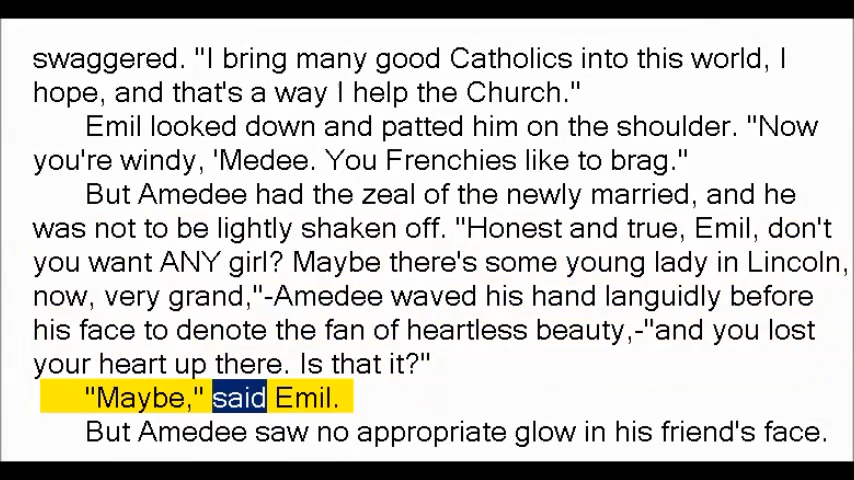 swaggered. "I bring many good Catholics into this world, I
hope, and that's a way I help the Church."
Emil looked down and patted him on the shoulder. "Now
you're windy, 'Medee. You Frenchies like to brag."
But Amedee had the zeal of the newly married, and he
was not to be lightly shaken off. "Honest and true, Emil, don't
you want ANY girl? Maybe there's some young lady in Lincoln,
now, very grand,"-Amedee waved his hand languidly before
his face to denote the fan of heartless beauty,-"and you lost
your heart up there. Is that it?"
"Maybe," said Emil.
But Amedee saw no appropriate glow in his friend's face.